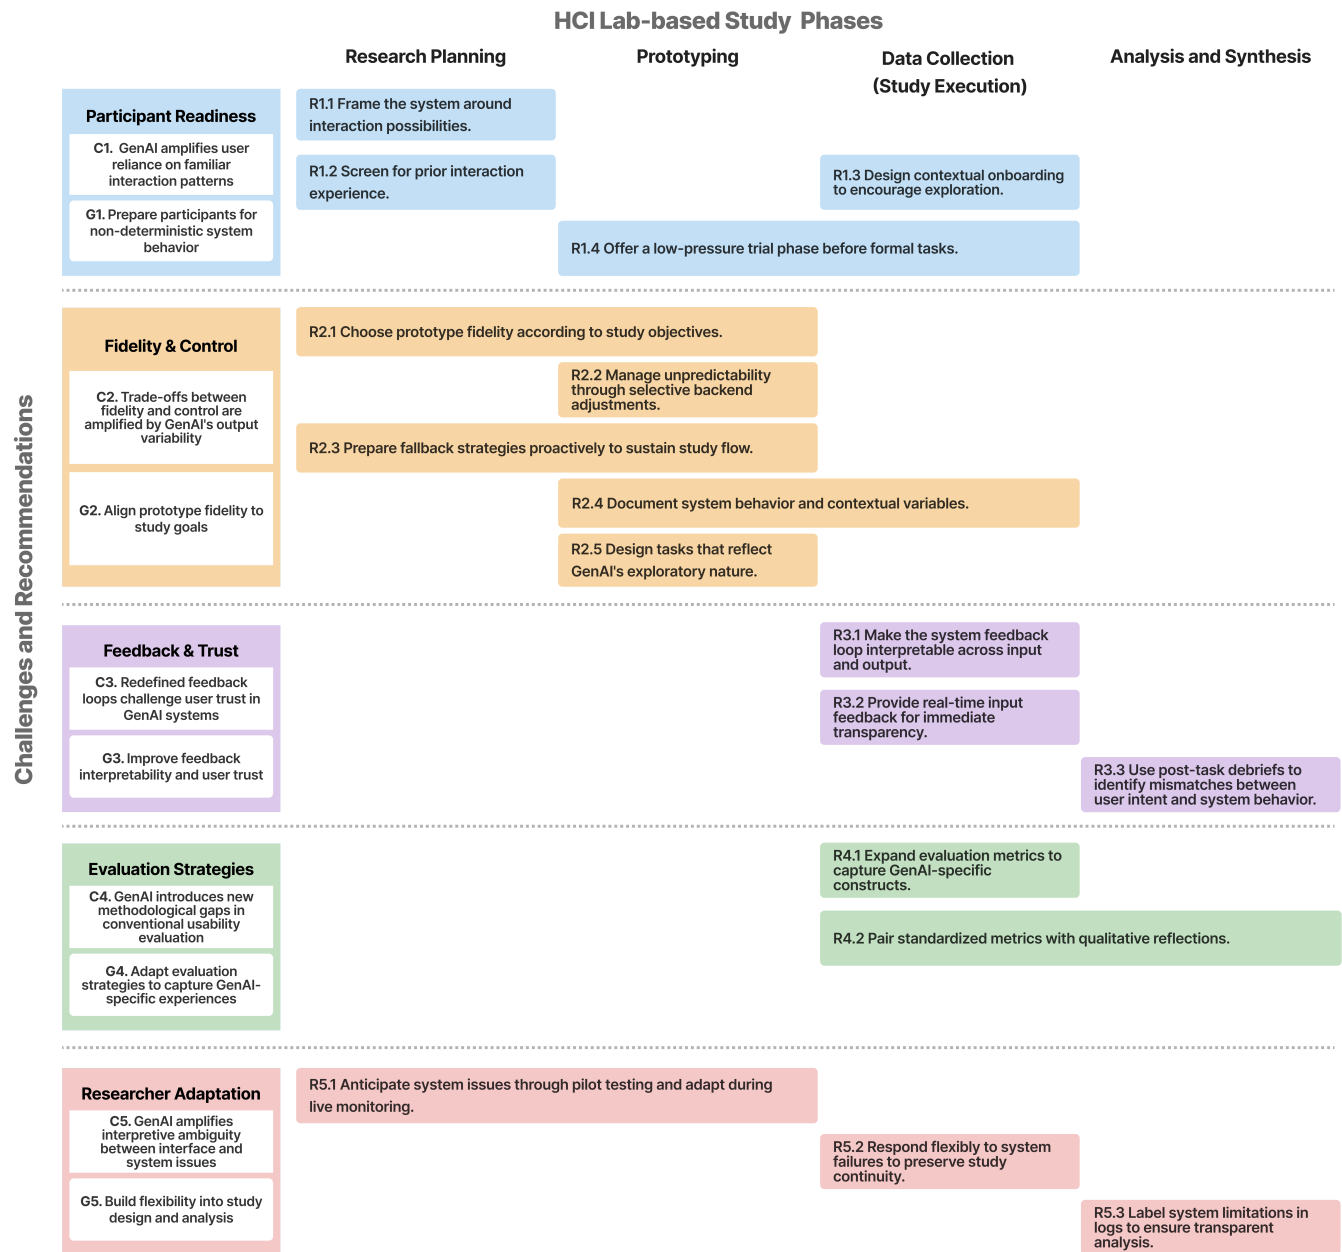 HCI Lab-based Study Phases
Research Planning
Prototyping
Data Collection
(Study Execution)
Analysis and Synthesis
Challenges and Recommendations
Participant Readiness
C1. GenAI amplifies user
reliance on familiar
interaction patterns
G1. Prepare participants for
non-deterministic system
behavior
R1.1 Frame the system around
interaction possibilities.
R1.2 Screen for prior interaction
experience.
R1.3 Design contextual onboarding
to encourage exploration.
R1.4 Offer a low-pressure trial phase before formal tasks.
Fidelity & Control
C2. Trade-offs between
fidelity and control are
amplified by GenAI's output
variability
G2. Align prototype fidelity to
study goals
R2.1 Choose prototype fidelity according to study objectives.
R2.2 Manage unpredictability
through selective backend
adjustments.
R2.3 Prepare fallback strategies proactively to sustain study flow.
R2.4 Document system behavior and contextual variables.
R2.5 Design tasks that reflect
GenAI's exploratory nature.
Feedback & Trust
C3. Redefined feedback
loops challenge user trust in
GenAI systems
G3. Improve feedback
interpretability and user trust
R3.1 Make the system feedback
loop interpretable across input
and output.
R3.2 Provide real-time input
feedback for immediate
transparency.
R3.3 Use post-task debriefs to
identify mismatches between
user intent and system behavior.
Evaluation Strategies
C4. GenAI introduces new
methodological gaps in
conventional usability
evaluation
G4. Adapt evaluation
strategies to capture GenAI-
specific experiences
R4.1 Expand evaluation metrics to
capture GenAI-specific
constructs.
R4.2 Pair standardized metrics with qualitative reflections.
Researcher Adaptation
C5. GenAI amplifies
interpretive ambiguity
between interface and
system issues
G5. Build flexibility into study
design and analysis
R5.1 Anticipate system issues through pilot testing and adapt during
live monitoring.
R5.2 Respond flexibly to system
failures to preserve study
continuity.
R5.3 Label system limitations in
logs to ensure transparent
analysis.